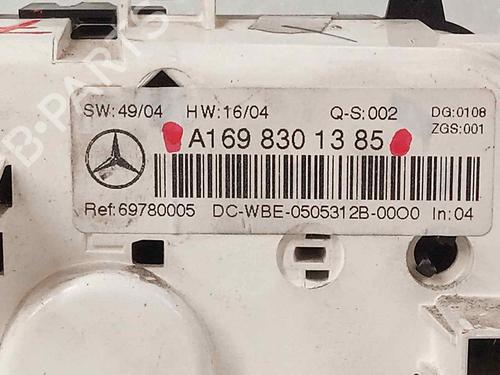 SW:49/04 HW:16/04 Q-S:002 DG:0108
ZGS:001
A169 830 13 85
Ref:69780005 DC-WBE-0505312B-00O0 In:04
B-PARTS